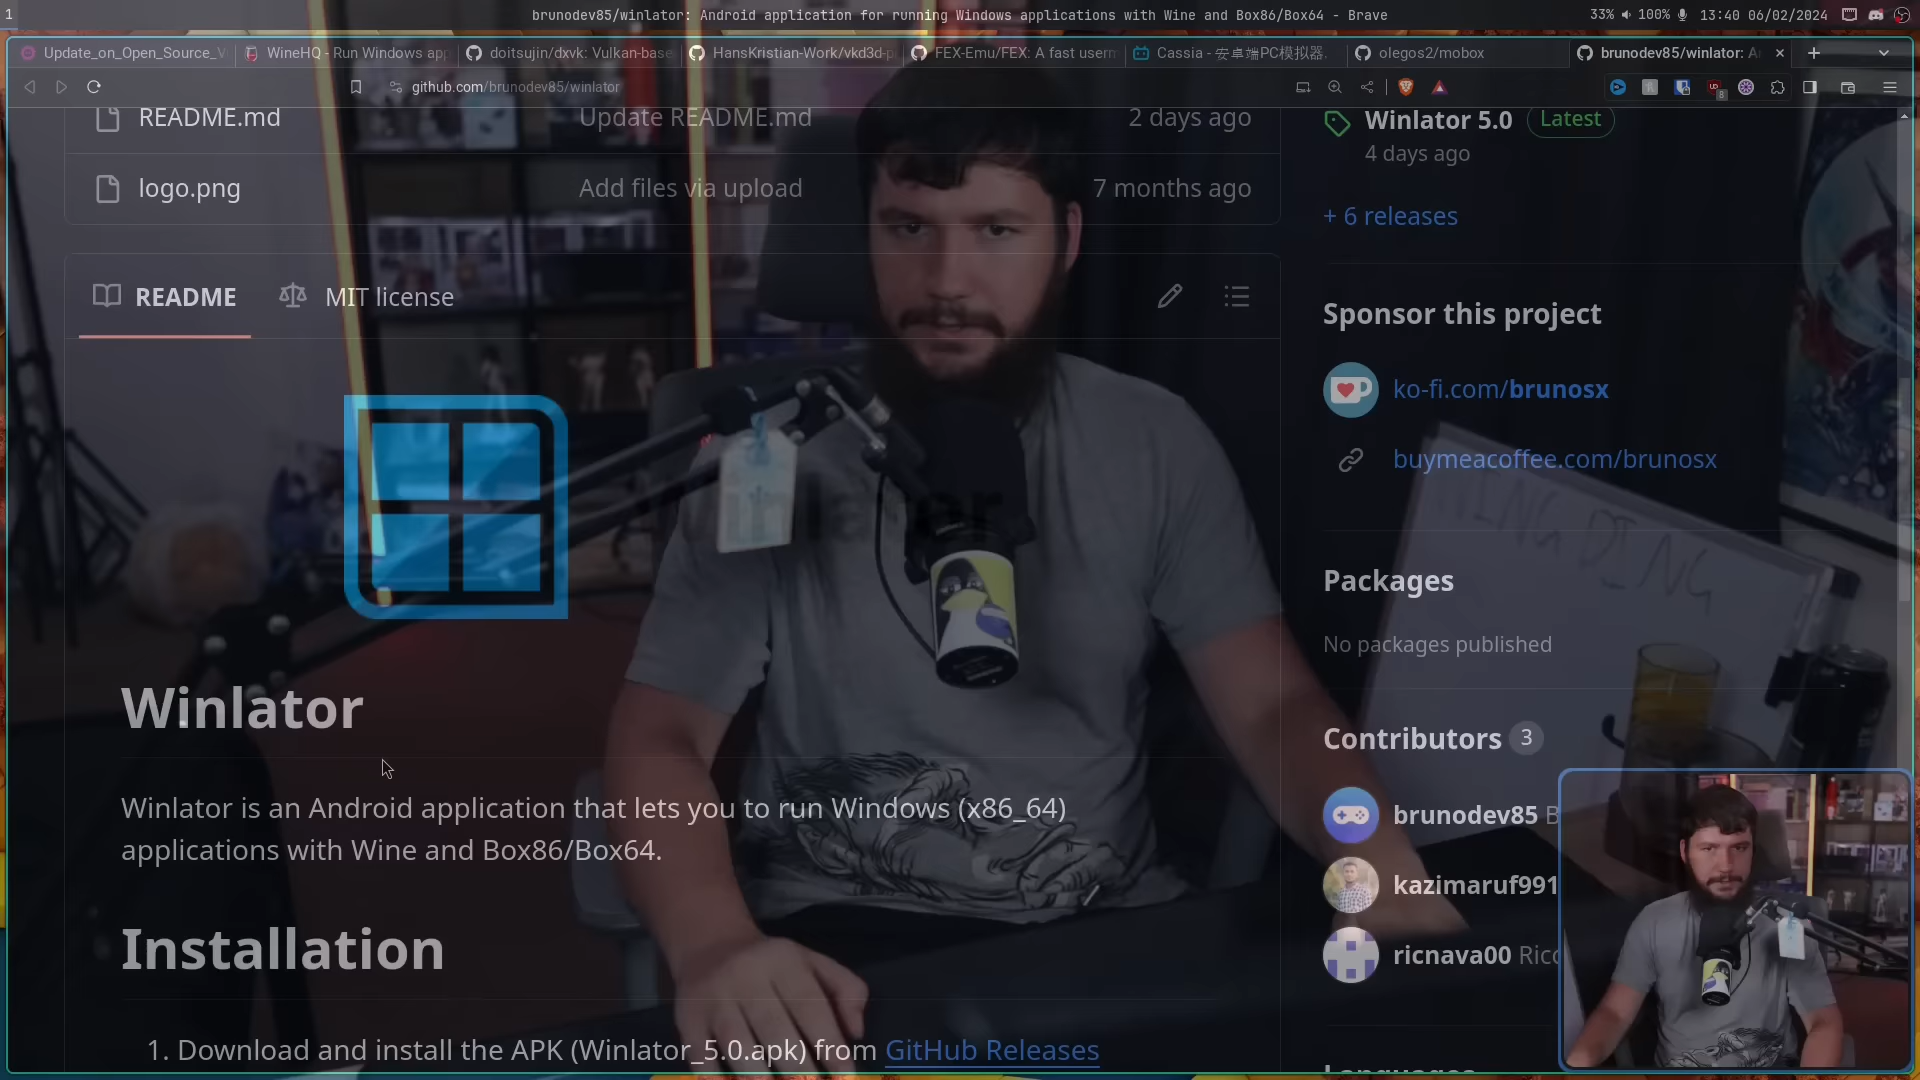 1
brunodev85/winlator: Android application for running Windows applications with Wine and Box86/Box64 - Brave
33% 100% 13:40 06/02/2024
Update_on_Open_Source_V
WineHQ - Run Windows app
doitsujin/dxvk: Vulkan-base
HansKristian-Work/vkd3d-p
FEX-Emu/FEX: A fast userm
Cassia - 安卓端PC模拟器.
olegos2/mobox
brunodev85/winlator: A
github.com/brunodev85/winlator
README.md
Update README.md
2 days ago
logo.png
Add files via upload
7 months ago
README
MIT license
Winlator
Winlator is an Android application that lets you to run Windows (x86_64)
applications with Wine and Box86/Box64.
Installation
1. Download and install the APK (Winlator_5.0.apk) from GitHub Releases
Winlator 5.0 Latest
4 days ago
+ 6 releases
Sponsor this project
ko-fi.com/brunosx
buymeacoffee.com/brunosx
Packages
No packages published
Contributors 3
brunodev85 B
kazimaruf991
ricnava00 Ricc
Languages